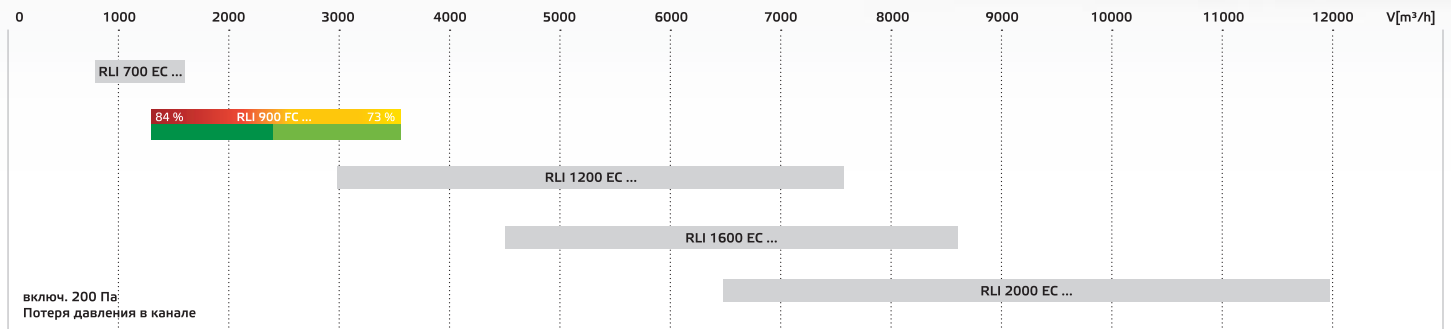 0 1000 2000 3000 4000 5000 6000 7000 8000 9000 10000 11000 12000 V[m³/h]
RLI 700 EC ...
84 % RLI 900 FC ... 73 %
RLI 1200 EC ...
RLI 1600 EC ...
RLI 2000 EC ...
включ. 200 Па
Потеря давления в канале